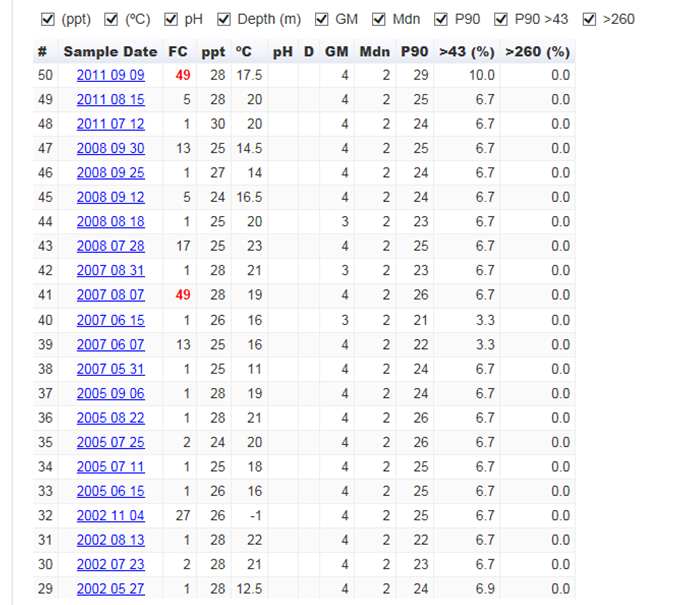 (ppt) (ºC) pH Depth (m) GM Mdn P90 P90 >43 >260
# Sample Date FC ppt ºC pH D GM Mdn P90 >43 (%) >260 (%)
50 2011 09 09 49 28 17.5 4 2 29 10.0 0.0
49 2011 08 15 5 28 20 4 2 25 6.7 0.0
48 2011 07 12 1 30 20 4 2 24 6.7 0.0
47 2008 09 30 13 25 14.5 4 2 25 6.7 0.0
46 2008 09 25 1 27 14 4 2 24 6.7 0.0
45 2008 09 12 5 24 16.5 4 2 24 6.7 0.0
44 2008 08 18 1 25 20 3 2 23 6.7 0.0
43 2008 07 28 17 25 23 4 2 25 6.7 0.0
42 2007 08 31 1 28 21 3 2 23 6.7 0.0
41 2007 08 07 49 28 19 4 2 26 6.7 0.0
40 2007 06 15 1 26 16 3 2 21 3.3 0.0
39 2007 06 07 13 25 16 4 2 22 3.3 0.0
38 2007 05 31 1 25 11 4 2 24 6.7 0.0
37 2005 09 06 1 28 19 4 2 24 6.7 0.0
36 2005 08 22 1 28 21 4 2 26 6.7 0.0
35 2005 07 25 2 24 20 4 2 26 6.7 0.0
34 2005 07 11 1 25 18 4 2 25 6.7 0.0
33 2005 06 15 1 26 16 4 2 25 6.7 0.0
32 2002 11 04 27 26 -1 4 2 25 6.7 0.0
31 2002 08 13 1 28 22 4 2 22 6.7 0.0
30 2002 07 23 2 28 21 4 2 23 6.7 0.0
29 2002 05 27 1 28 12.5 4 2 24 6.9 0.0